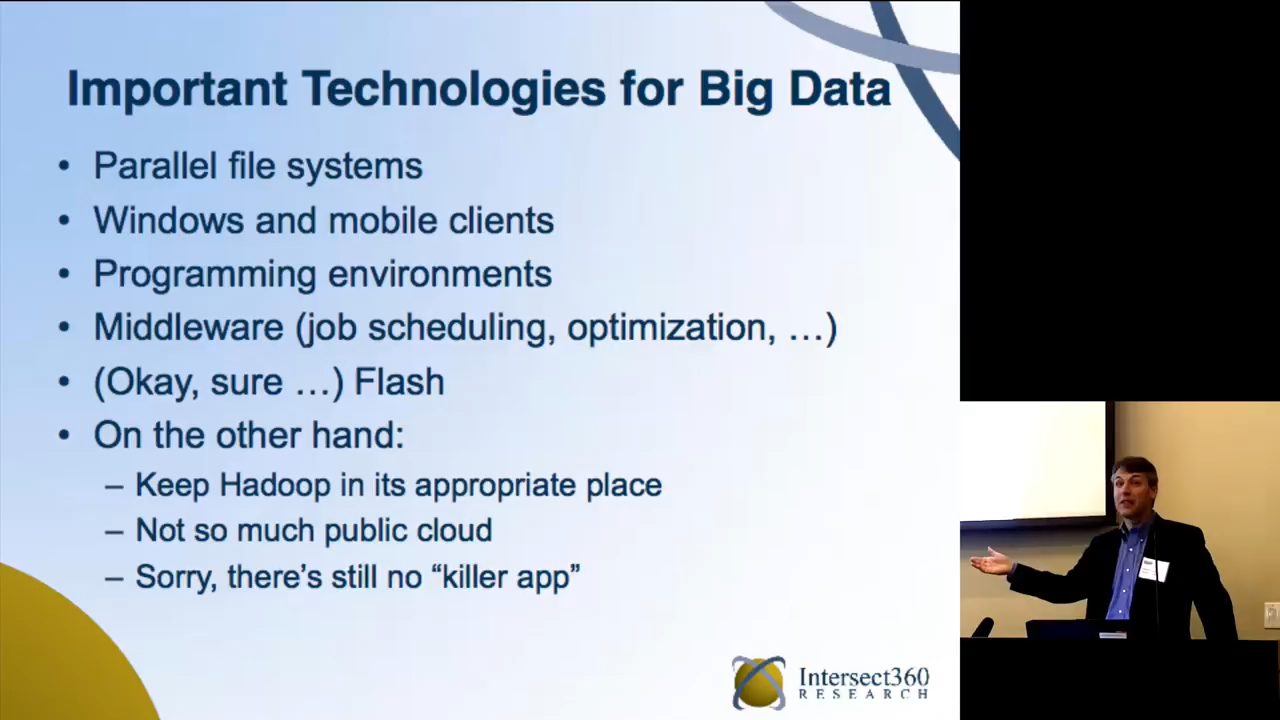 Important Technologies for Big Data
• Parallel file systems
• Windows and mobile clients
• Programming environments
• Middleware (job scheduling, optimization, …)
• (Okay, sure …) Flash
• On the other hand:
– Keep Hadoop in its appropriate place
– Not so much public cloud
– Sorry, there’s still no “killer app”
Intersect360
RESEARCH